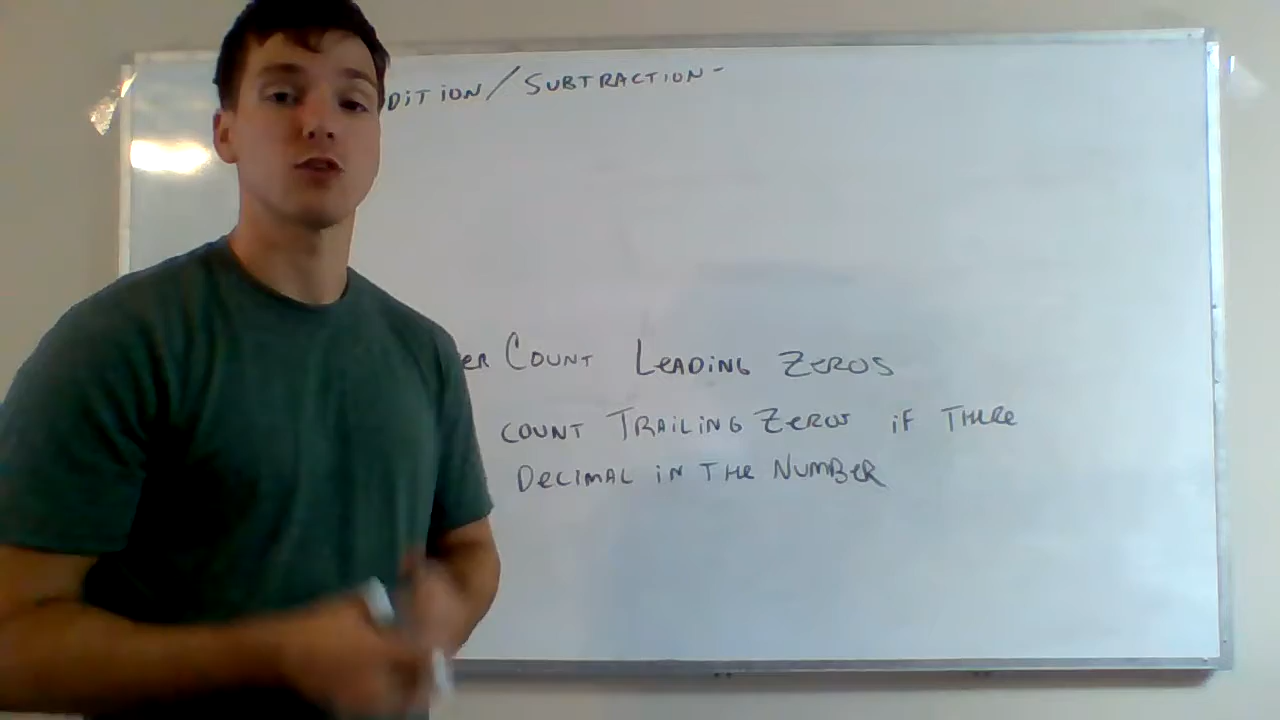 DITION/SUBTRACTION-
ER COUNT LEADING ZEROS
COUNT TRAILING ZEROS IF THERE
DECIMAL IN THE NUMBER